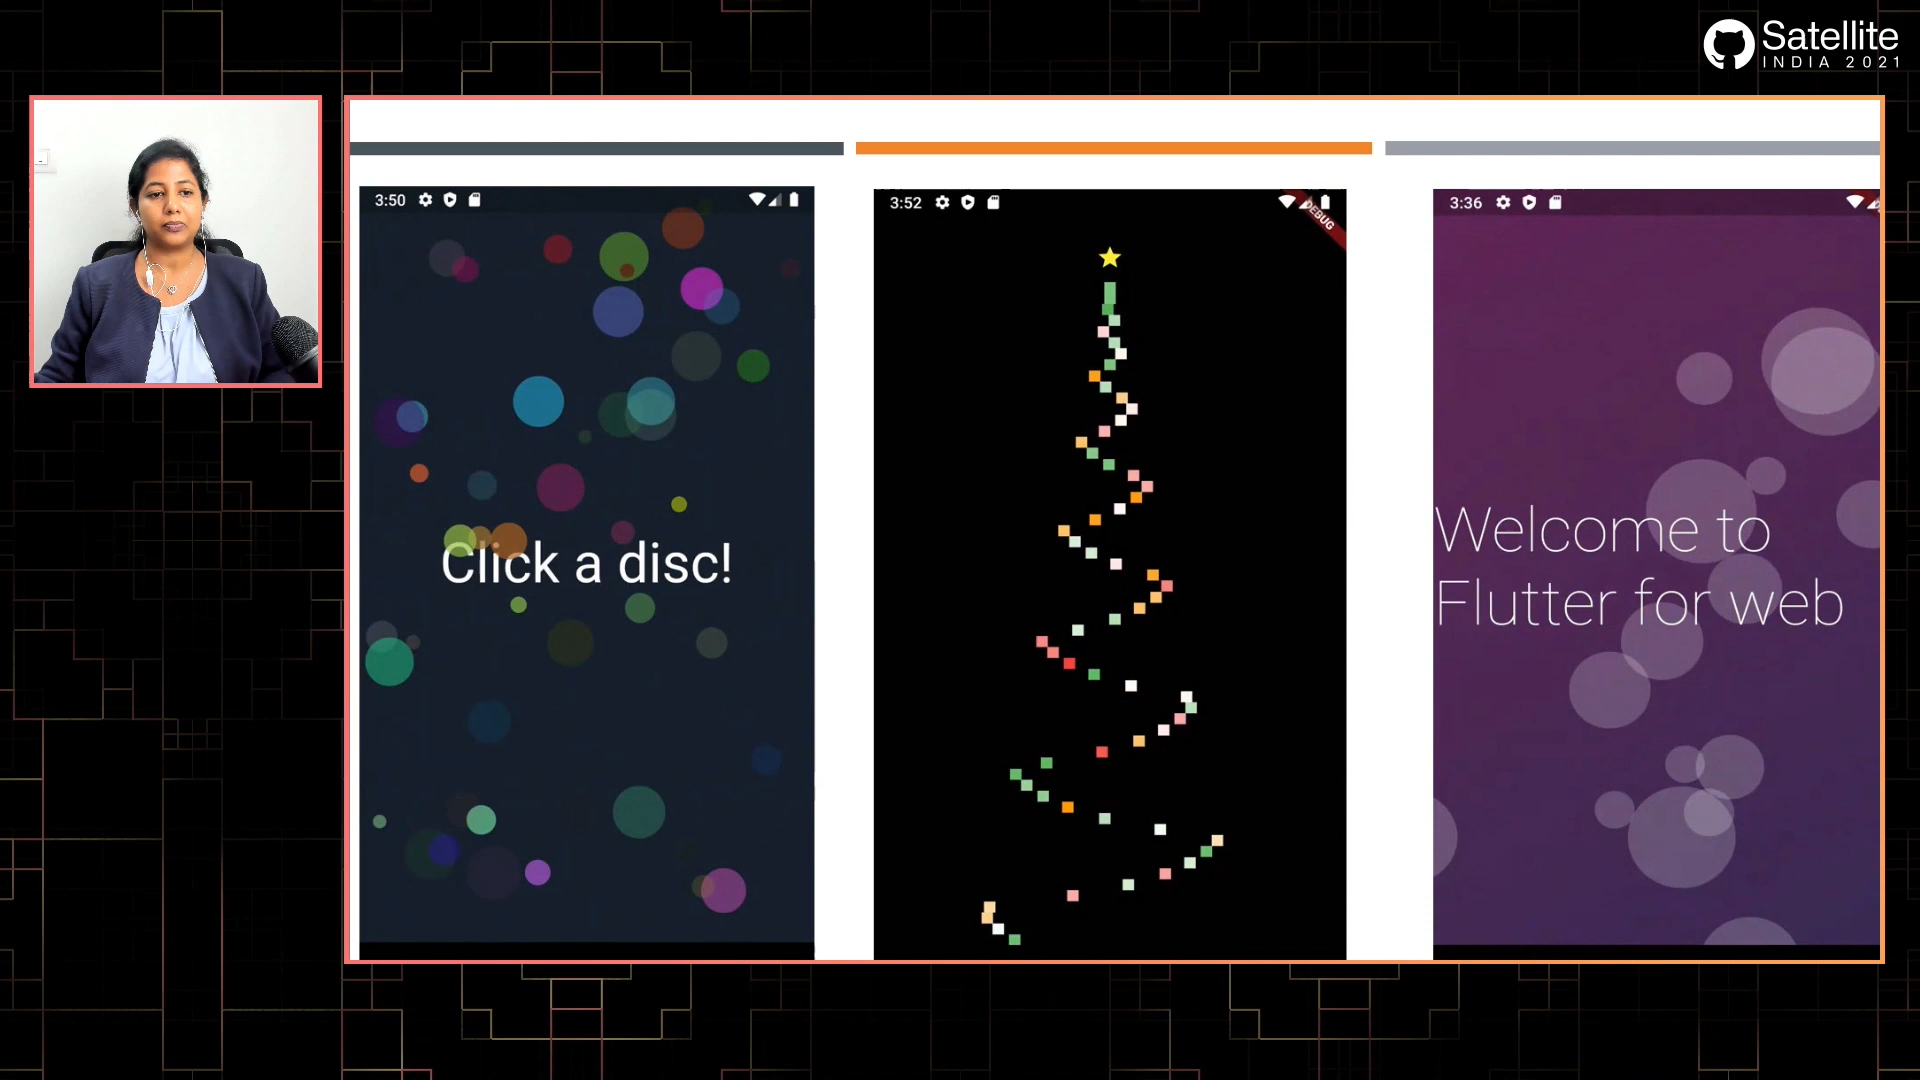 Satellite
INDIA 2021
3:50
Click a disc!
3:52
DEBUG
3:36
Welcome to
Flutter for web